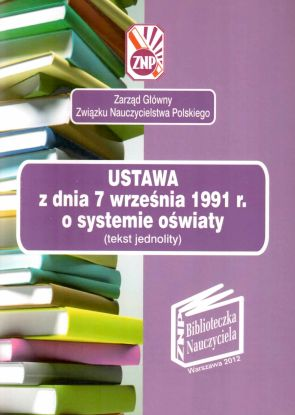 ZNP
Zarząd Główny
Związku Nauczycielstwa Polskiego
USTAWA
z dnia 7 września 1991 r.
o systemie oświaty
(tekst jednolity)
ZNP
Biblioteczka
Nauczyciela
Warszawa 2012